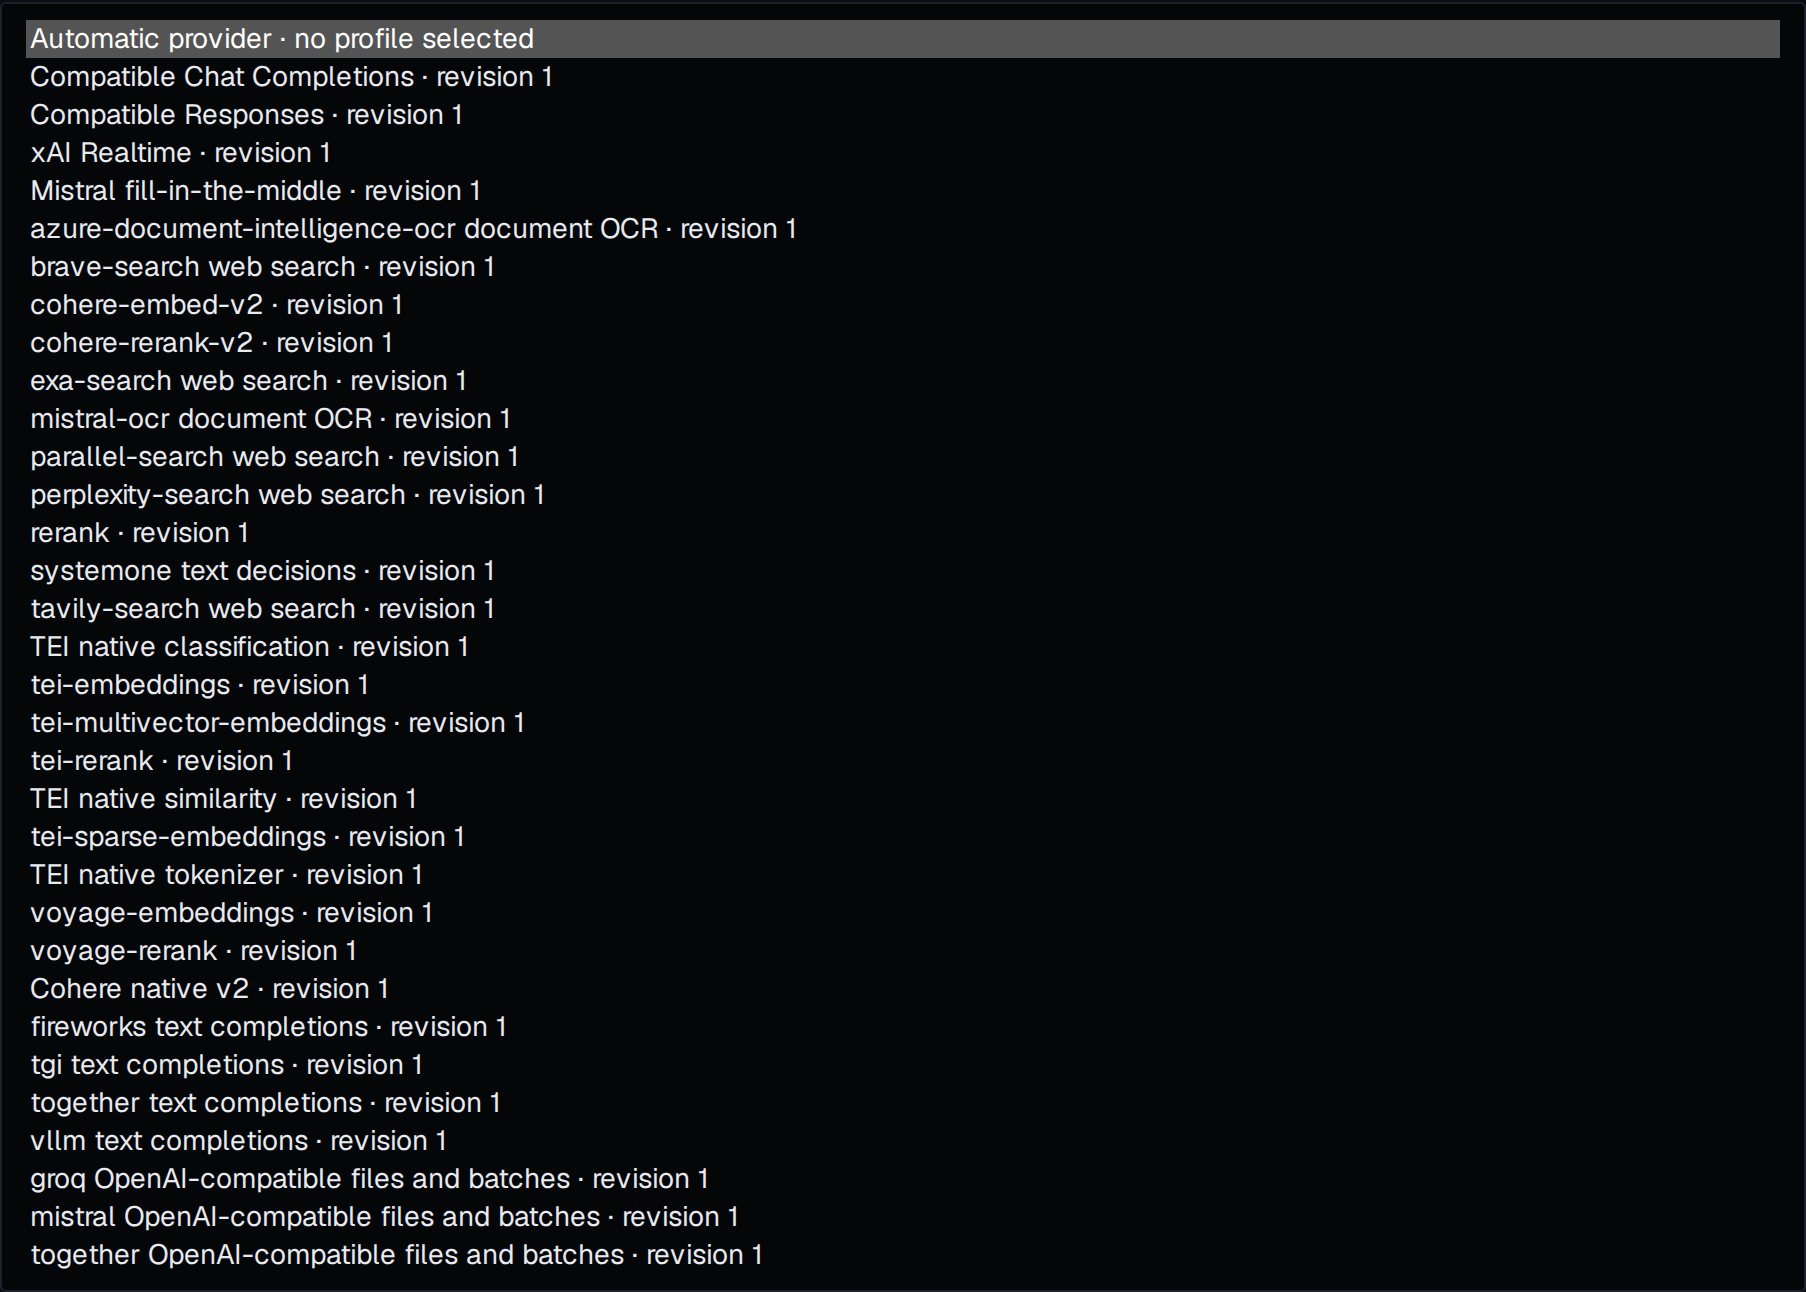 Automatic provider · no profile selected
Compatible Chat Completions · revision 1
Compatible Responses · revision 1
xAI Realtime · revision 1
Mistral fill-in-the-middle · revision 1
azure-document-intelligence-ocr document OCR · revision 1
brave-search web search · revision 1
cohere-embed-v2 · revision 1
cohere-rerank-v2 · revision 1
exa-search web search · revision 1
mistral-ocr document OCR · revision 1
parallel-search web search · revision 1
perplexity-search web search · revision 1
rerank · revision 1
systemone text decisions · revision 1
tavily-search web search · revision 1
TEI native classification · revision 1
tei-embeddings · revision 1
tei-multivector-embeddings · revision 1
tei-rerank · revision 1
TEI native similarity · revision 1
tei-sparse-embeddings · revision 1
TEI native tokenizer · revision 1
voyage-embeddings · revision 1
voyage-rerank · revision 1
Cohere native v2 · revision 1
fireworks text completions · revision 1
tgi text completions · revision 1
together text completions · revision 1
vllm text completions · revision 1
groq OpenAI-compatible files and batches · revision 1
mistral OpenAI-compatible files and batches · revision 1
together OpenAI-compatible files and batches · revision 1